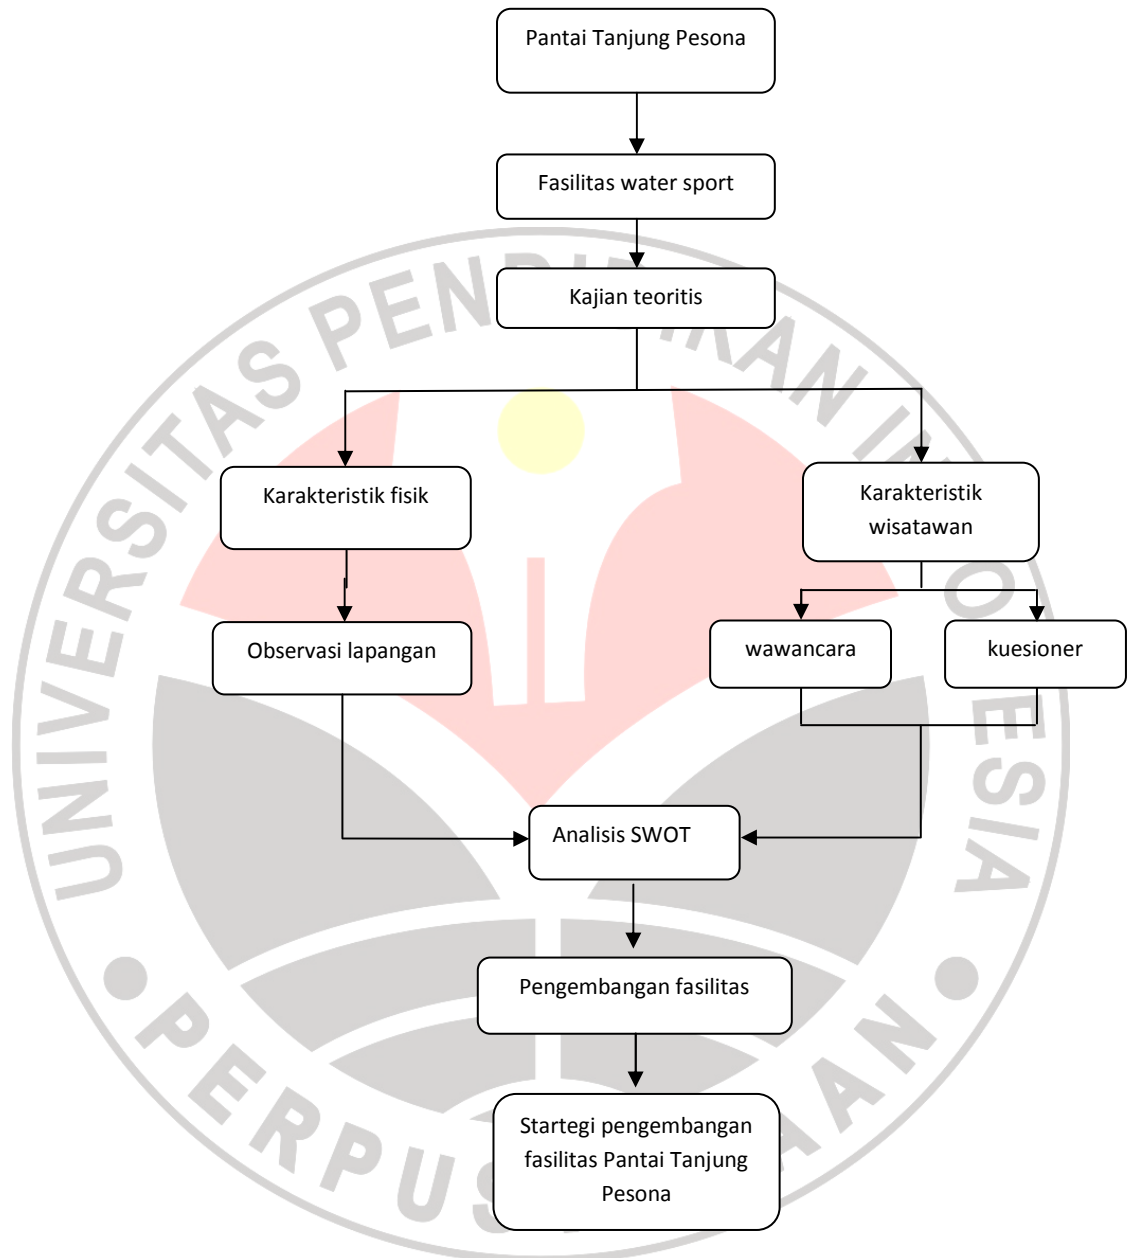 Pantai Tanjung Pesona
Fasilitas water sport
Kajian teoritis
Karakteristik fisik
Karakteristik
wisatawan
Observasi lapangan
wawancara
kuesioner
Analisis SWOT
Pengembangan fasilitas
Startegi pengembangan
fasilitas Pantai Tanjung
Pesona
UNIVERSITAS PENDIDIKAN INDONESIA
PERPUSTAKAAN